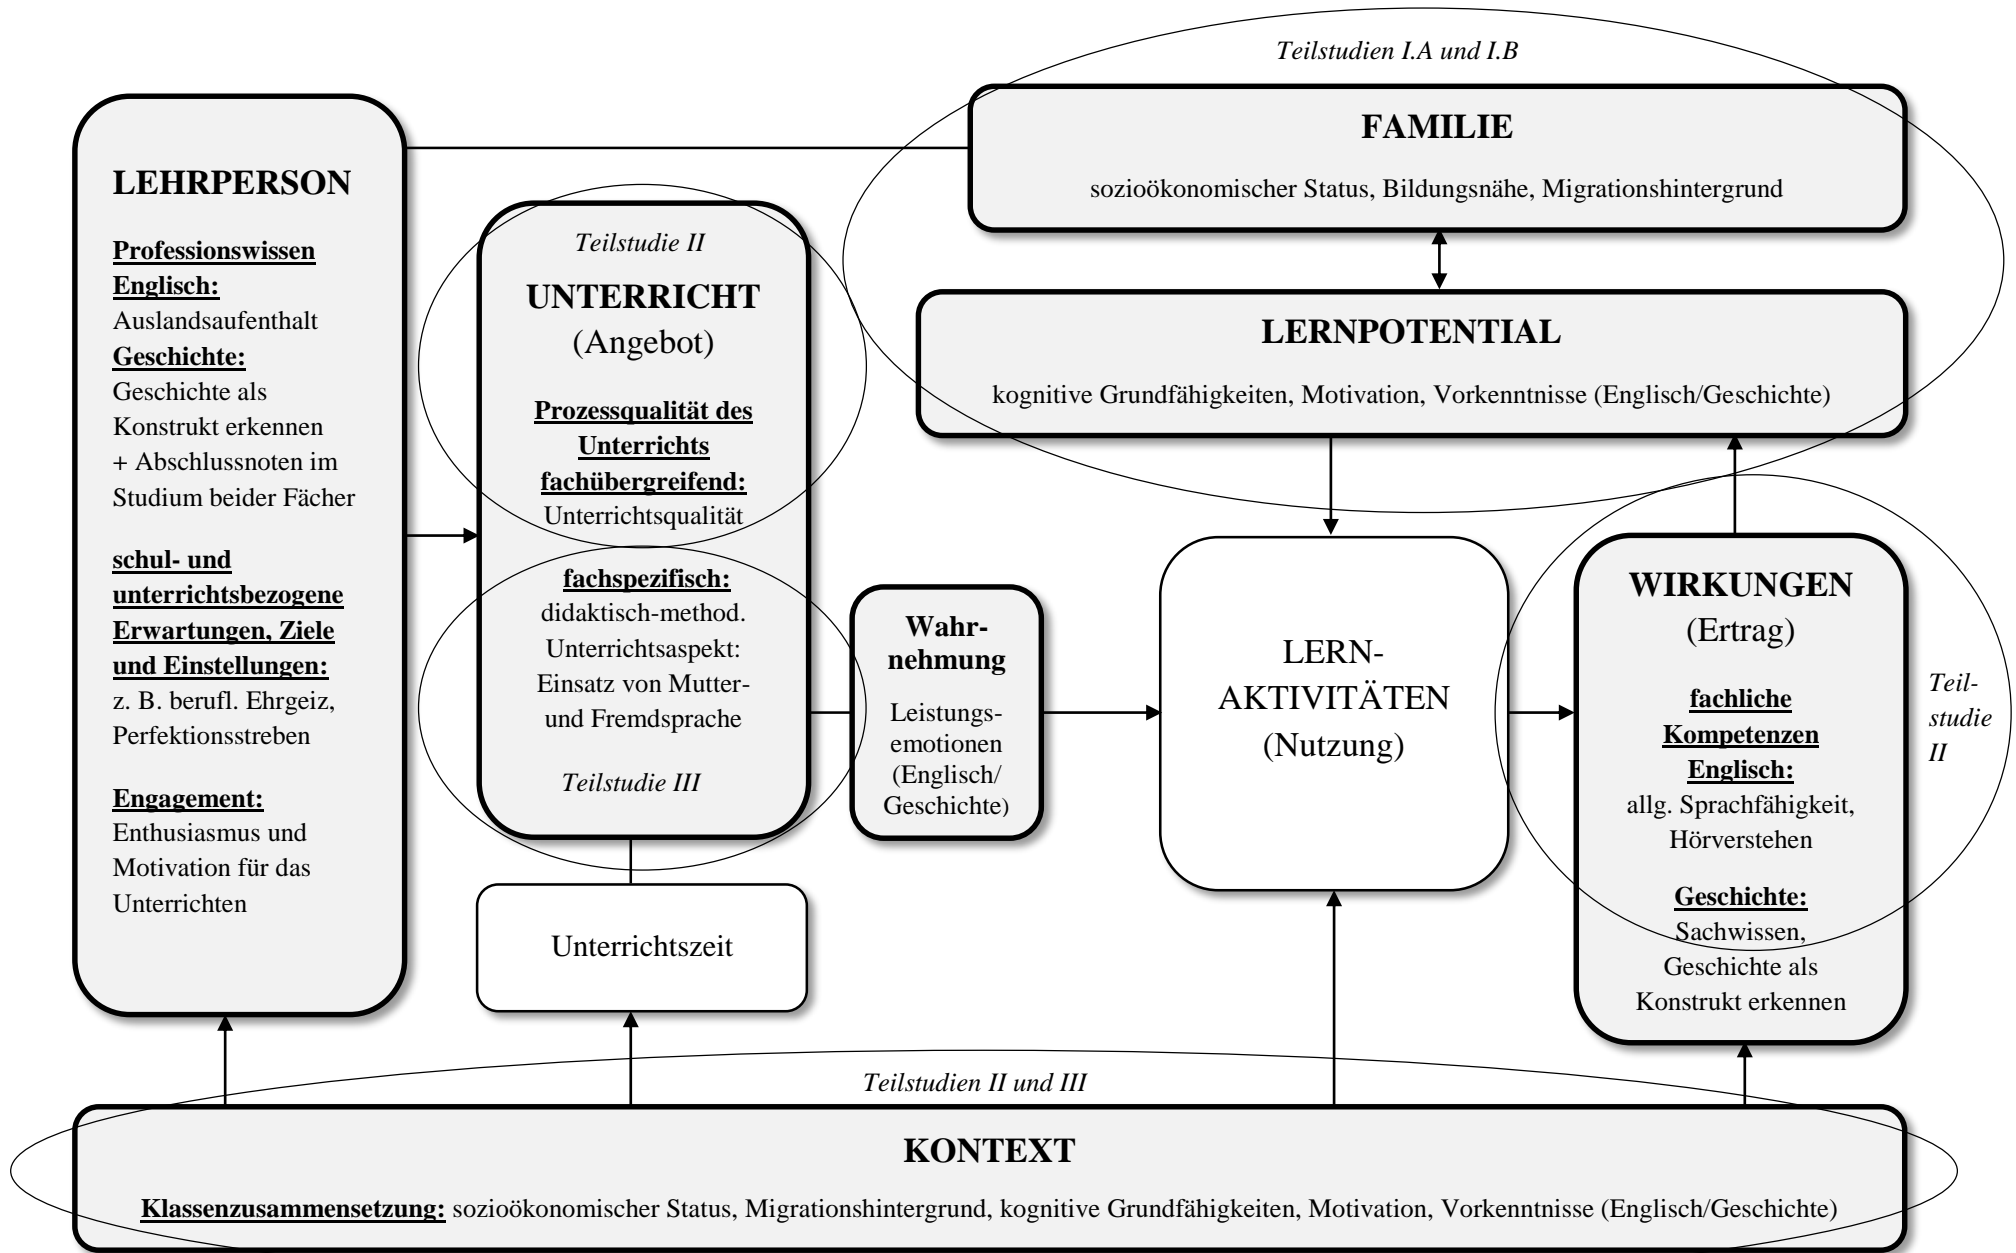 Teilstudien I.A und I.B
FAMILIE
sozioökonomischer Status, Bildungsnähe, Migrationshintergrund
LEHRPERSON
Professionswissen
Englisch:
Auslandsaufenthalt
Geschichte:
Geschichte als
Konstrukt erkennen
+ Abschlussnoten im
Studium beider Fächer
schul- und
unterrichtsbezogene
Erwartungen, Ziele
und Einstellungen:
z. B. berufl. Ehrgeiz,
Perfektionsstreben
Engagement:
Enthusiasmus und
Motivation für das
Unterrichten
Teilstudie II
UNTERRICHT
(Angebot)
Prozessqualität des
Unterrichts
fachübergreifend:
Unterrichtsqualität
fachspezifisch:
didaktisch-method.
Unterrichtsaspekt:
Einsatz von Mutter-
und Fremdsprache
Teilstudie III
Unterrichtszeit
LERNPOTENTIAL
kognitive Grundfähigkeiten, Motivation, Vorkenntnisse (Englisch/Geschichte)
Wahr-
nehmung
Leistungs-
emotionen
(Englisch/
Geschichte)
LERN-
AKTIVITÄTEN
(Nutzung)
WIRKUNGEN
(Ertrag)
fachliche
Kompetenzen
Englisch:
allg. Sprachfähigkeit,
Hörverstehen
Geschichte:
Sachwissen,
Geschichte als
Konstrukt erkennen
Teil-
studie
II
Teilstudien II und III
KONTEXT
Klassenzusammensetzung: sozioökonomischer Status, Migrationshintergrund, kognitive Grundfähigkeiten, Motivation, Vorkenntnisse (Englisch/Geschichte)